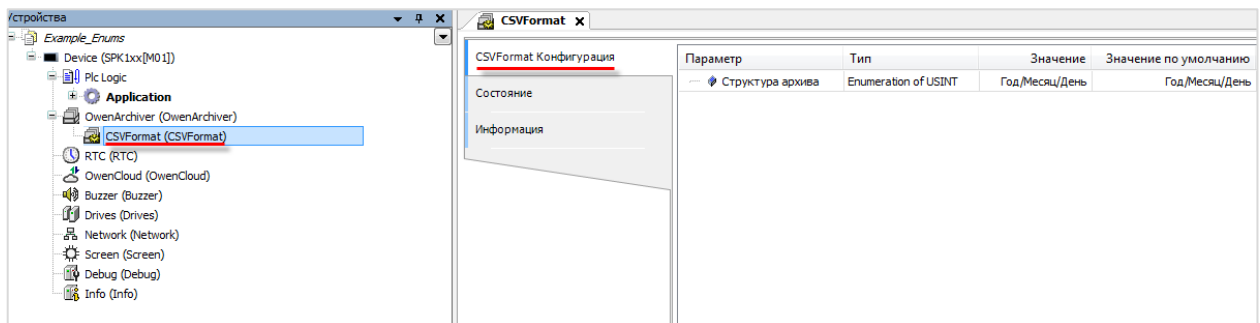 Устройства
Example_Enums
Device (SPK1xx[M01])
Plc Logic
Application
OwenArchiver (OwenArchiver)
CSVFormat (CSVFormat)
RTC (RTC)
OwenCloud (OwenCloud)
Buzzer (Buzzer)
Drives (Drives)
Network (Network)
Screen (Screen)
Debug (Debug)
Info (Info)
CSVFormat
CSVFormat Конфигурация
Состояние
Информация
Параметр Тип Значение Значение по умолчанию
Структура архива Enumeration of USINT Год/Месяц/День Год/Месяц/День